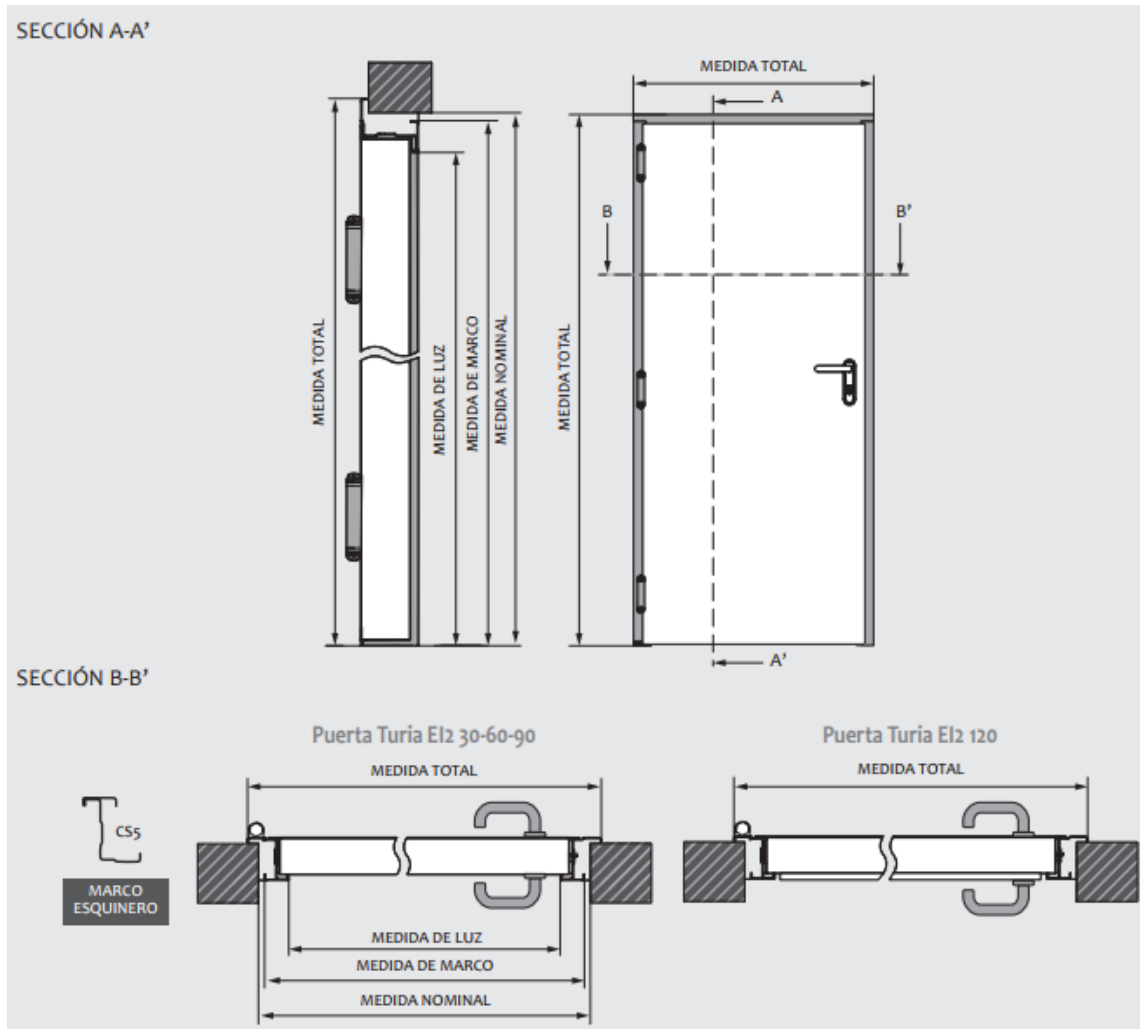 SECCIÓN A-A’
MEDIDA TOTAL
A
MEDIDA TOTAL
MEDIDA DE LUZ
MEDIDA DE MARCO
MEDIDA NOMINAL
MEDIDA TOTAL
B
B’
A’
SECCIÓN B-B’
Puerta Turia EI2 30-60-90
MEDIDA TOTAL
CS5
MARCO
ESQUINERO
MEDIDA DE LUZ
MEDIDA DE MARCO
MEDIDA NOMINAL
Puerta Turia EI2 120
MEDIDA TOTAL